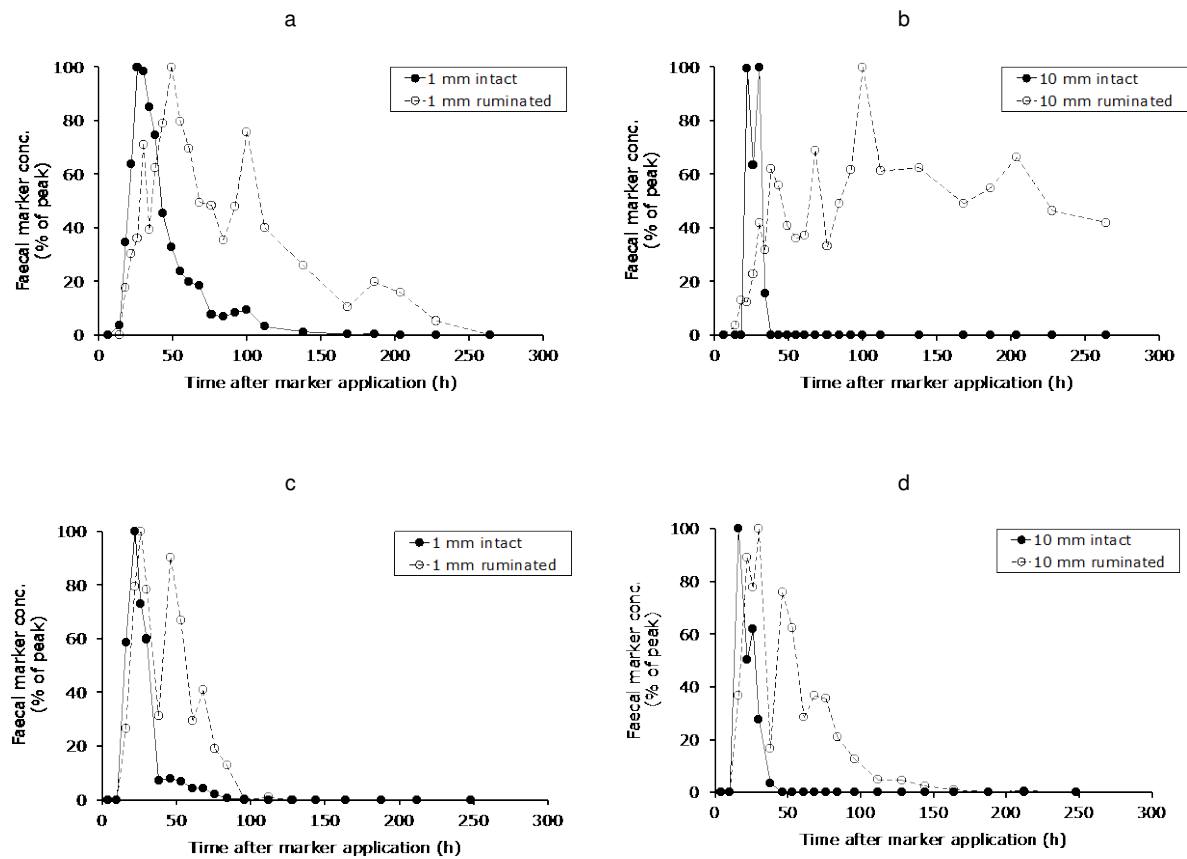 a
100
80
60
40
20
0
Faecal marker conc.
(% of peak)
1 mm intact
1 mm ruminated
0 50 100 150 200 250 300
Time after marker application (h)
b
100
80
60
40
20
0
Faecal marker conc.
(% of peak)
10 mm intact
10 mm ruminated
0 50 100 150 200 250 300
Time after marker application (h)
c
100
80
60
40
20
0
Faecal marker conc.
(% of peak)
1 mm intact
1 mm ruminated
0 50 100 150 200 250 300
Time after marker application (h)
d
100
80
60
40
20
0
Faecal marker conc.
(% of peak)
10 mm intact
10 mm ruminated
0 50 100 150 200 250 300
Time after marker application (h)